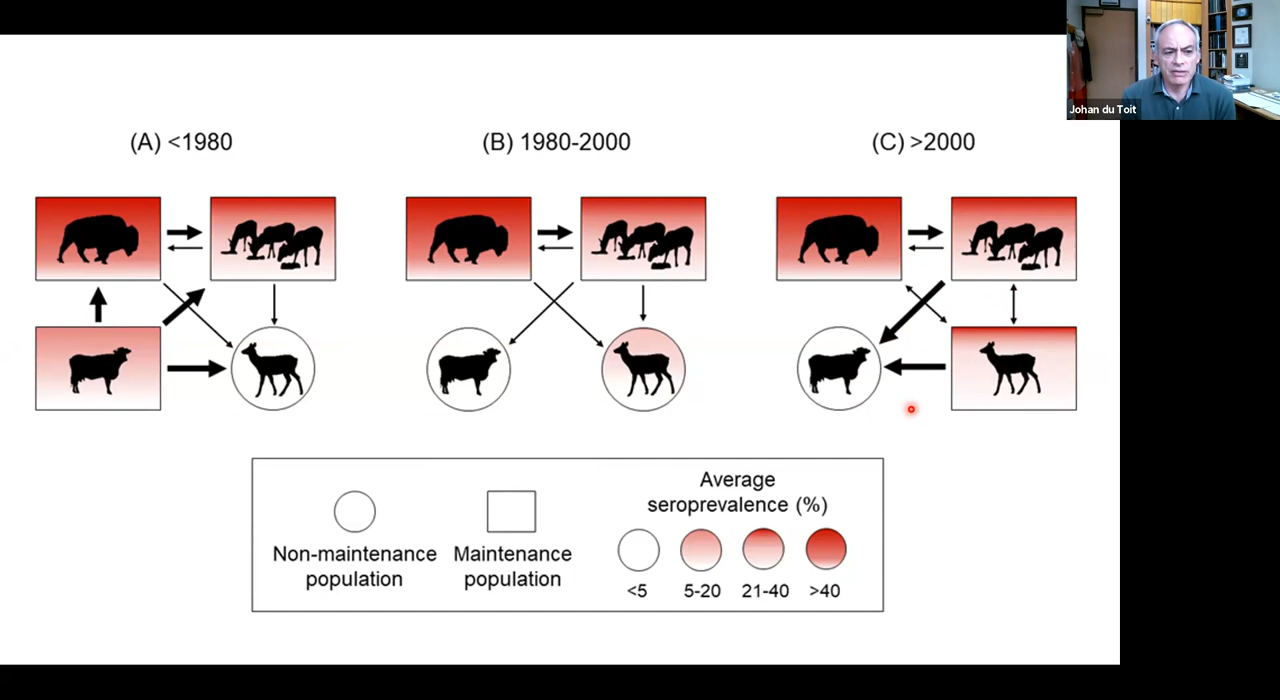 Johan du Toit
(A) <1980
(B) 1980-2000
(C) >2000
Average
seroprevalence (%)
Non-maintenance
population
Maintenance
population
<5
5-20
21-40
>40